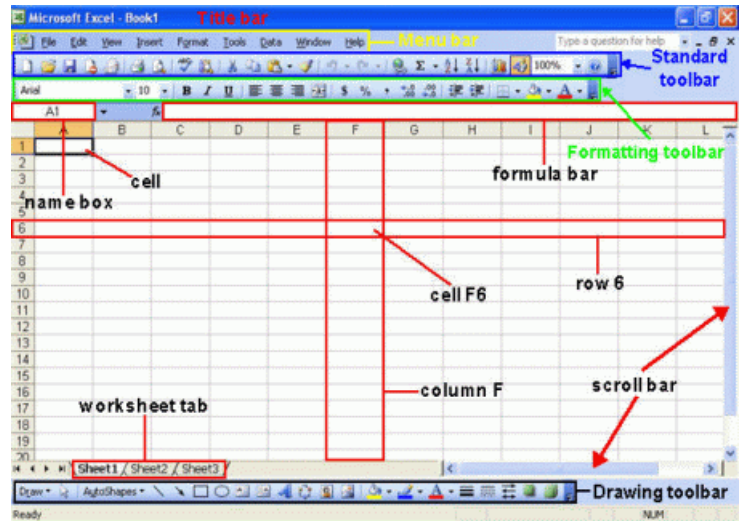 Microsoft Excel - Book1 Title bar
File Edit View Insert Format Tools Data Window Help Menu bar Type a question for help
100% Standard
toolbar
Arial 10 B I U $ % , A
A1 fx
A B C D E F G H I J K L
1 Formatting toolbar
2
3 cell formula bar
4
name box
5
6
7
8
9 row 6
10 cell F6
11
12
13
14
15 scroll bar
16 column F
17 worksheet tab
18
19
20
Sheet1 Sheet2 Sheet3
Draw AutoShapes A Drawing toolbar
Ready NUM